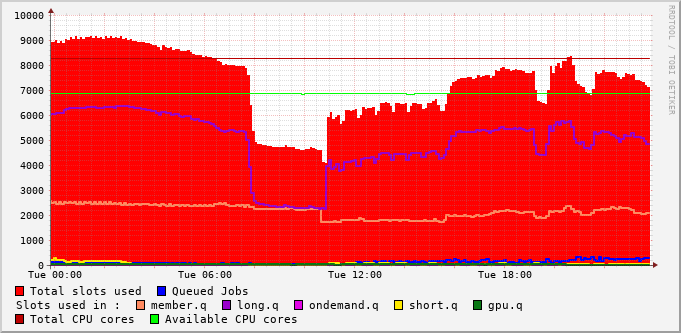 10000
9000
8000
7000
6000
5000
4000
3000
2000
1000
0
Tue 00:00 Tue 06:00 Tue 12:00 Tue 18:00
Total slots used Queued Jobs
Slots used in : member.q long.q ondemand.q short.q gpu.q
Total CPU cores Available CPU cores
RRDTOOL / TOBI OETIKER